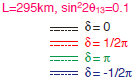 L=295km, sin²2θ₁₃=0.1
δ= 0
δ= 1/2π
δ= π
δ= -1/2π